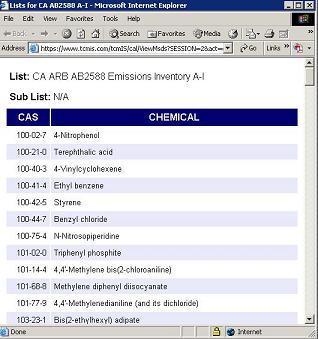 Lists for CA AB2588 A-I - Microsoft Internet Explorer
File Edit View Favorites Tools Help
Back Search Favorites Media
Address https://www.tcmis.com/tcmIS/cal/ViewMsds?SESSION=2&act= Go Links »
List: CA ARB AB2588 Emissions Inventory A-I
Sub List: N/A
CAS CHEMICAL
100-02-7 4-Nitrophenol
100-21-0 Terephthalic acid
100-40-3 4-Vinylcyclohexene
100-41-4 Ethyl benzene
100-42-5 Styrene
100-44-7 Benzyl chloride
100-75-4 N-Nitrosopiperidine
101-02-0 Triphenyl phosphite
101-14-4 4,4'-Methylene bis(2-chloroaniline)
101-68-8 Methylene diphenyl diisocyanate
101-77-9 4,4'-Methylenedianiline (and its dichloride)
103-23-1 Bis(2-ethylhexyl) adipate
Done Internet